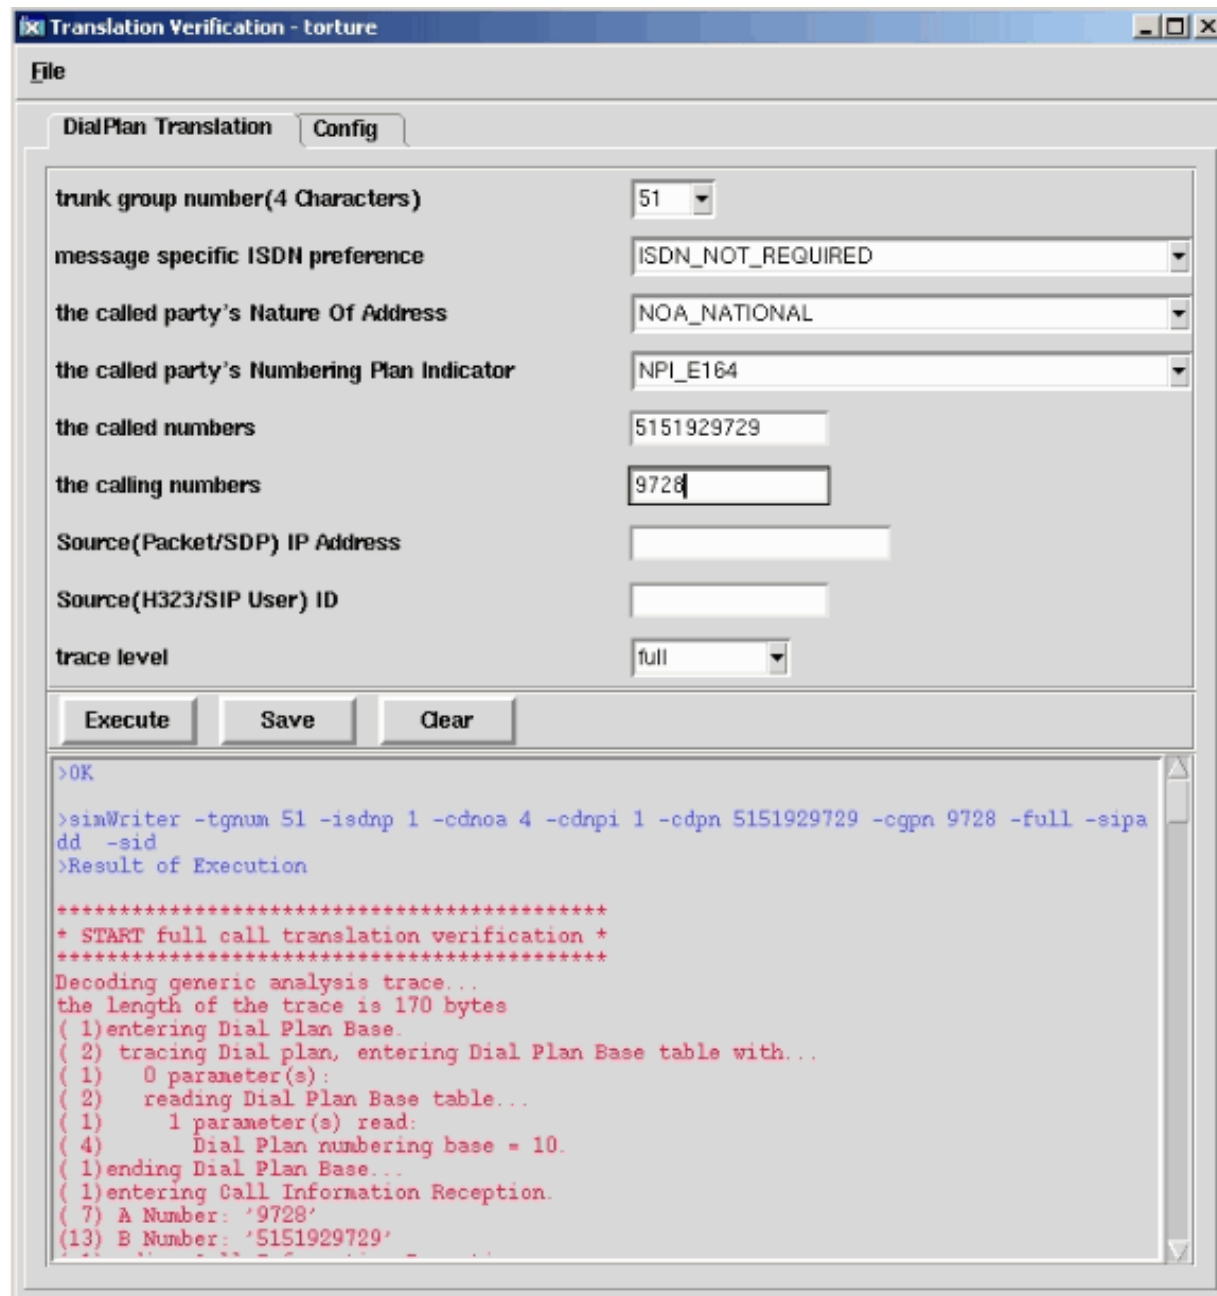 Translation Verification - torture
File
DialPlan Translation Config
trunk group number(4 Characters) 51
message specific ISDN preference ISDN_NOT_REQUIRED
the called party's Nature Of Address NOA_NATIONAL
the called party's Numbering Plan Indicator NPI_E164
the called numbers 5151929729
the calling numbers 9728
Source(Packet/SDP) IP Address
Source(H323/SIP User) ID
trace level full
Execute Save Clear
>OK
>simWriter -tgnum 51 -isdnp 1 -cdnoa 4 -cdnpi 1 -cdpn 5151929729 -cgpn 9728 -full -sipa
dd  -sid
>Result of Execution
********************************************
* START full call translation verification *
********************************************
Decoding generic analysis trace...
the length of the trace is 170 bytes
( 1)entering Dial Plan Base.
( 2) tracing Dial plan, entering Dial Plan Base table with...
( 1)   0 parameter(s):
( 2)   reading Dial Plan Base table...
( 1)     1 parameter(s) read:
( 4)       Dial Plan numbering base = 10.
( 1)ending Dial Plan Base...
( 1)entering Call Information Reception.
( 7) A Number: '9728'
(13) B Number: '5151929729'